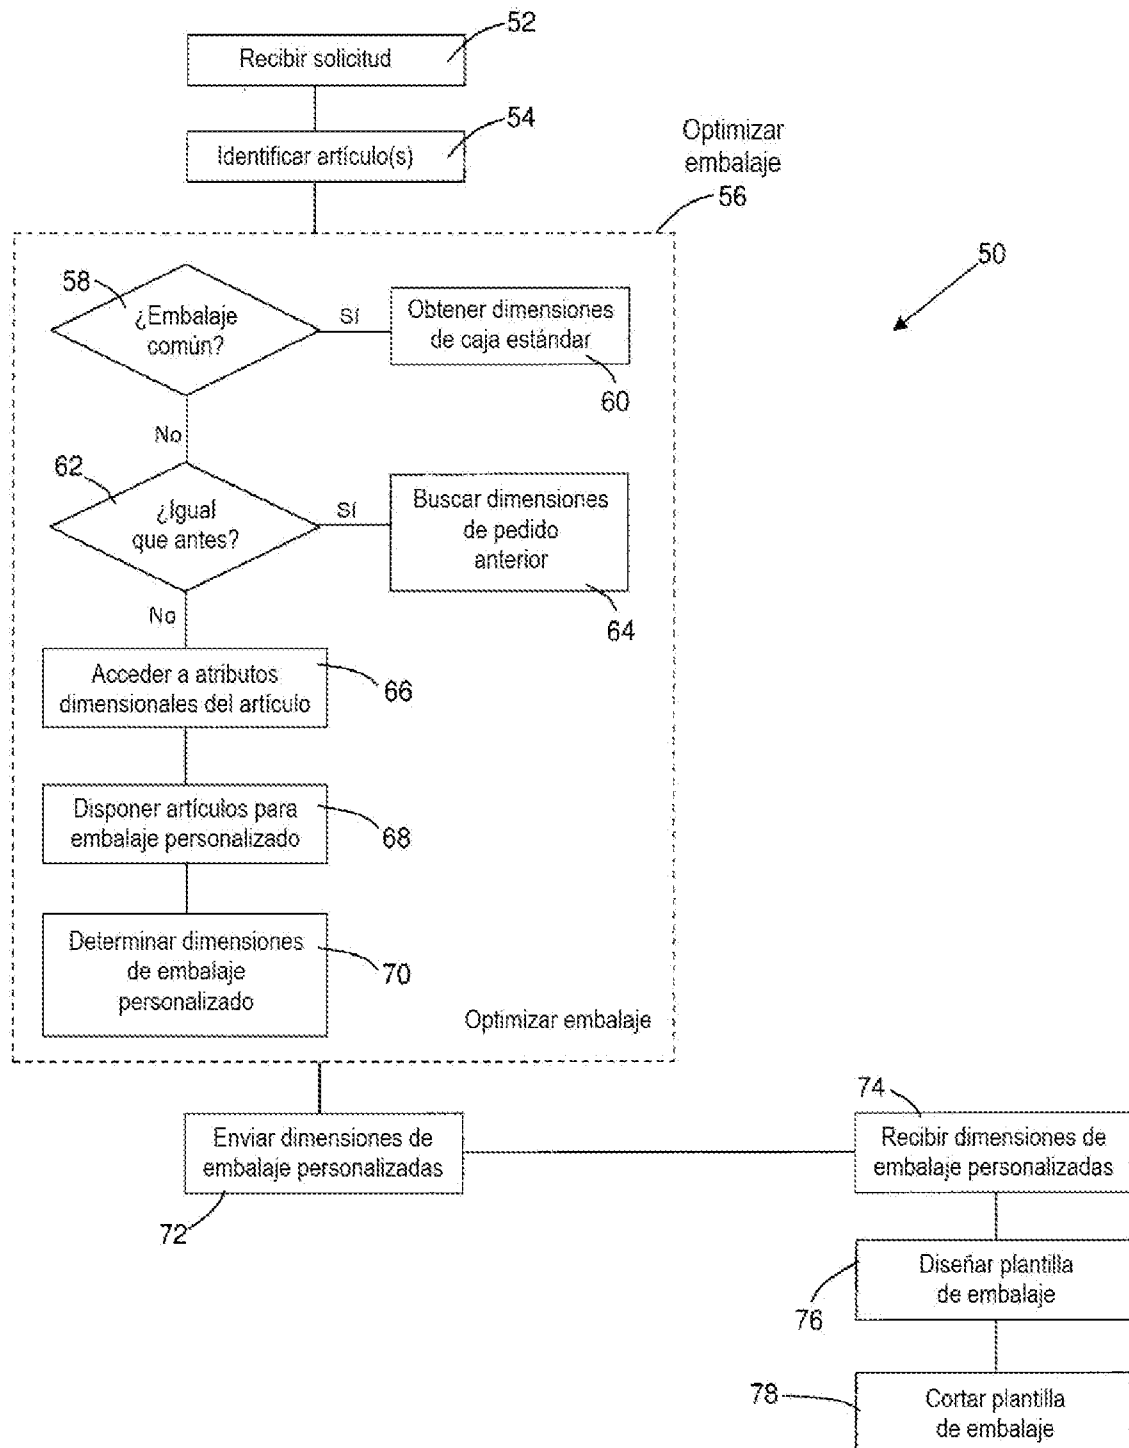 52
Recibir solicitud
54
Identificar artículo(s)
Optimizar
embalaje
56
50
58
¿Embalaje
común?
Sí
Obtener dimensiones
de caja estándar
60
No
62
¿Igual
que antes?
Sí
Buscar dimensiones
de pedido
anterior
64
No
Acceder a atributos
dimensionales del artículo
66
Disponer artículos para
embalaje personalizado
68
Determinar dimensiones
de embalaje
personalizado
70
Optimizar embalaje
Enviar dimensiones de
embalaje personalizadas
72
74
Recibir dimensiones de
embalaje personalizadas
Diseñar plantilla
de embalaje
76
78
Cortar plantilla
de embalaje